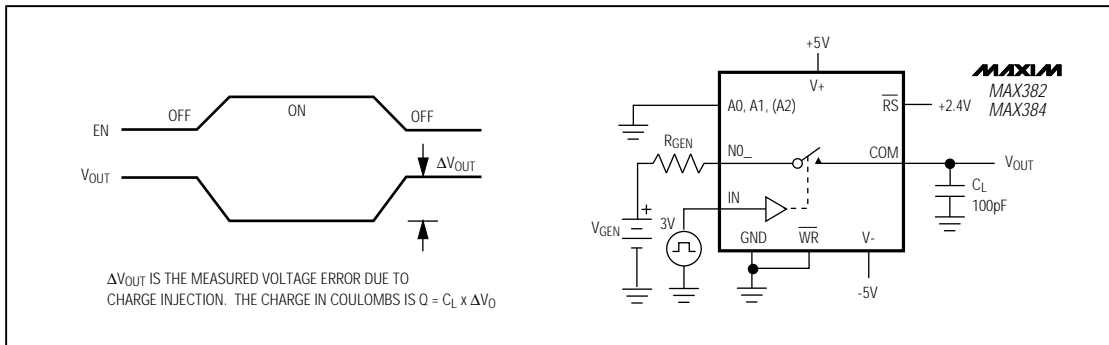 EN
OFF
ON
OFF
VOUT
ΔVOUT
ΔVOUT IS THE MEASURED VOLTAGE ERROR DUE TO
CHARGE INJECTION. THE CHARGE IN COULOMBS IS Q = CL x ΔVO
+5V
V+
A0, A1, (A2)
RS
+2.4V
MAXIM
MAX382
MAX384
RGEN
N0_
COM
VOUT
CL
100pF
IN
VGEN
+
3V
GND
WR
V-
-5V